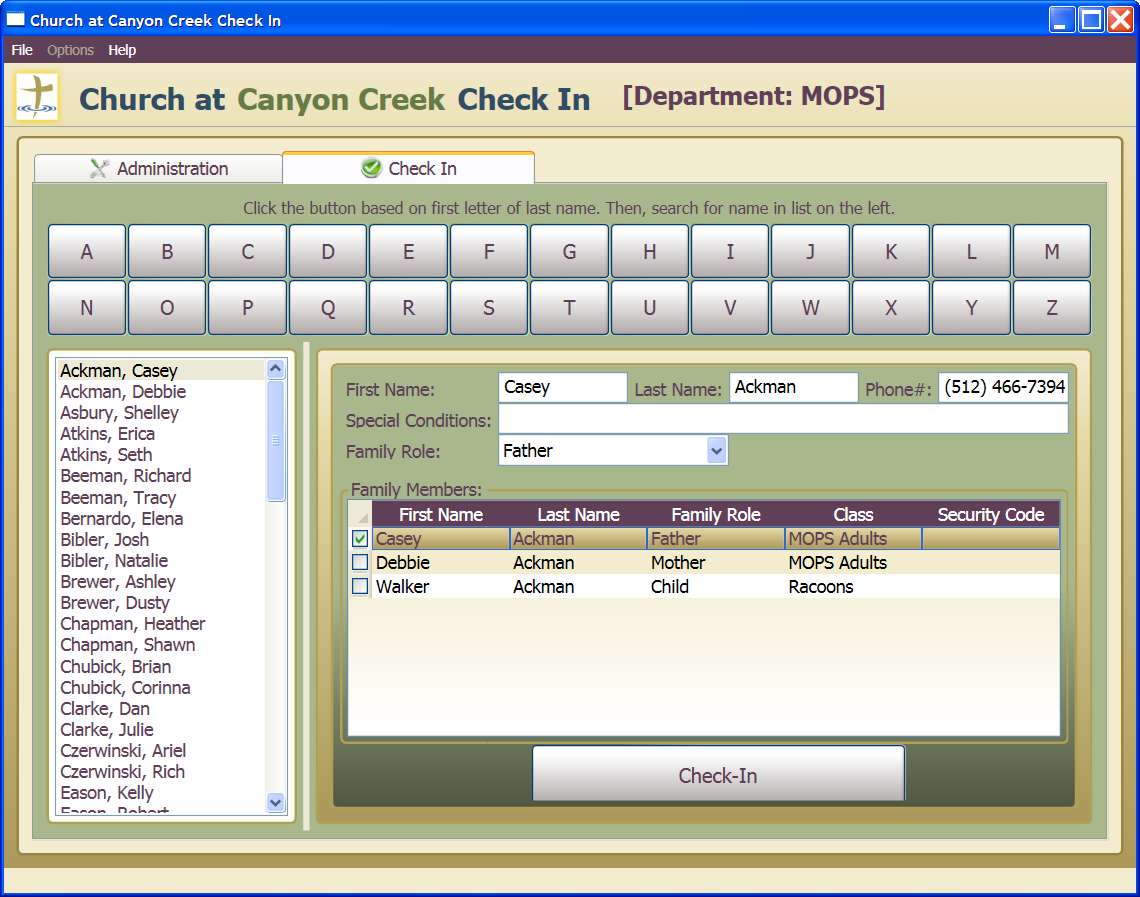 Church at Canyon Creek Check In
File Options Help
Church at Canyon Creek Check In [Department: MOPS]
Administration Check In
Click the button based on first letter of last name. Then, search for name in list on the left.
A B C D E F G H I J K L M
N O P Q R S T U V W X Y Z
Ackman, Casey
Ackman, Debbie
Asbury, Shelley
Atkins, Erica
Atkins, Seth
Beeman, Richard
Beeman, Tracy
Bernardo, Elena
Bibler, Josh
Bibler, Natalie
Brewer, Ashley
Brewer, Dusty
Chapman, Heather
Chapman, Shawn
Chubick, Brian
Chubick, Corinna
Clarke, Dan
Clarke, Julie
Czerwinski, Ariel
Czerwinski, Rich
Eason, Kelly
Eason, Robert
First Name: Casey Last Name: Ackman Phone#: (512) 466-7394
Special Conditions:
Family Role: Father
Family Members:
First Name Last Name Family Role Class Security Code
Casey Ackman Father MOPS Adults
Debbie Ackman Mother MOPS Adults
Walker Ackman Child Racoons
Check-In